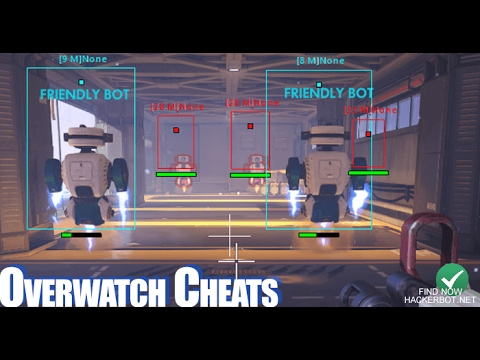 [9 M]None
[8 M]None
FRIENDLY BOT
FRIENDLY BOT
OVERWATCH CHEATS
FIND NOW
HACKERBOT.NET